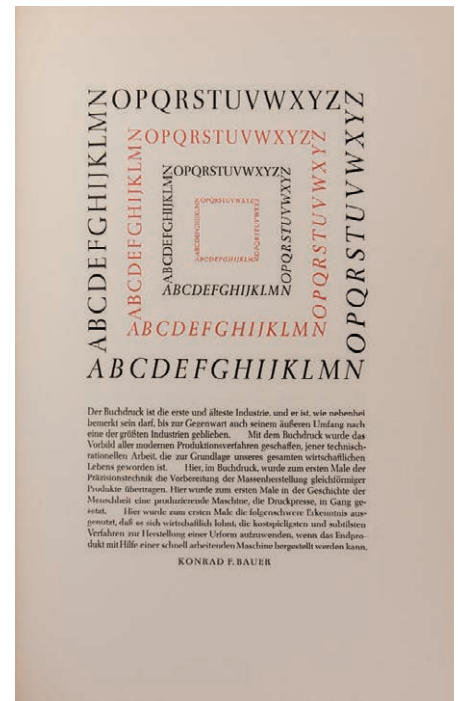 ABCDEFGHIJKLMN
OPQRSTUVWXYZ
OPQRSTUVWXYZ
ABCDEFGHIJKLMN
ABCDEFGHIJKLMN
OPQRSTUVWXYZ
OPQRSTUVWXYZ
ABCDEFGHIJKLMN
ABCDEFGHIJKLMN
OPQRSTUVWXYZ
OPQRSTUVWXYZ
ABCDEFGHIJKLMN
ABCDEFGHIJKLMN
OPQRSTUVWXYZ
OPQRSTUVWXYZ
ABCDEFGHIJKLMN
Der Buchdruck ist die erste und älteste Industrie, und er ist, wie nebenbei
bemerkt sein darf, bis zur Gegenwart auch seinem äußeren Umfang nach
eine der größten Industrien geblieben. Mit dem Buchdruck wurde das
Vorbild aller modernen Produktionsverfahren geschaffen, jener technisch-
rationellen Arbeit, die zur Grundlage unseres gesamten wirtschaftlichen
Lebens geworden ist. Hier, im Buchdruck, wurde zum ersten Male der
Präzisionstechnik die Vorbereitung der Massenherstellung gleichförmiger
Produkte übertragen. Hier wurde zum ersten Male in der Geschichte der
Menschheit eine produzierende Maschine, die Druckpresse, in Gang ge-
setzt. Hier wurde zum ersten Male die folgenschwere Erkenntnis aus-
genutzt, daß es sich wirtschaftlich lohnt, die kostspieligsten und subtilsten
Verfahren zur Herstellung einer Urform aufzuwenden, wenn das Endpro-
dukt mit Hilfe einer schnell arbeitenden Maschine hergestellt werden kann.
KONRAD F. BAUER